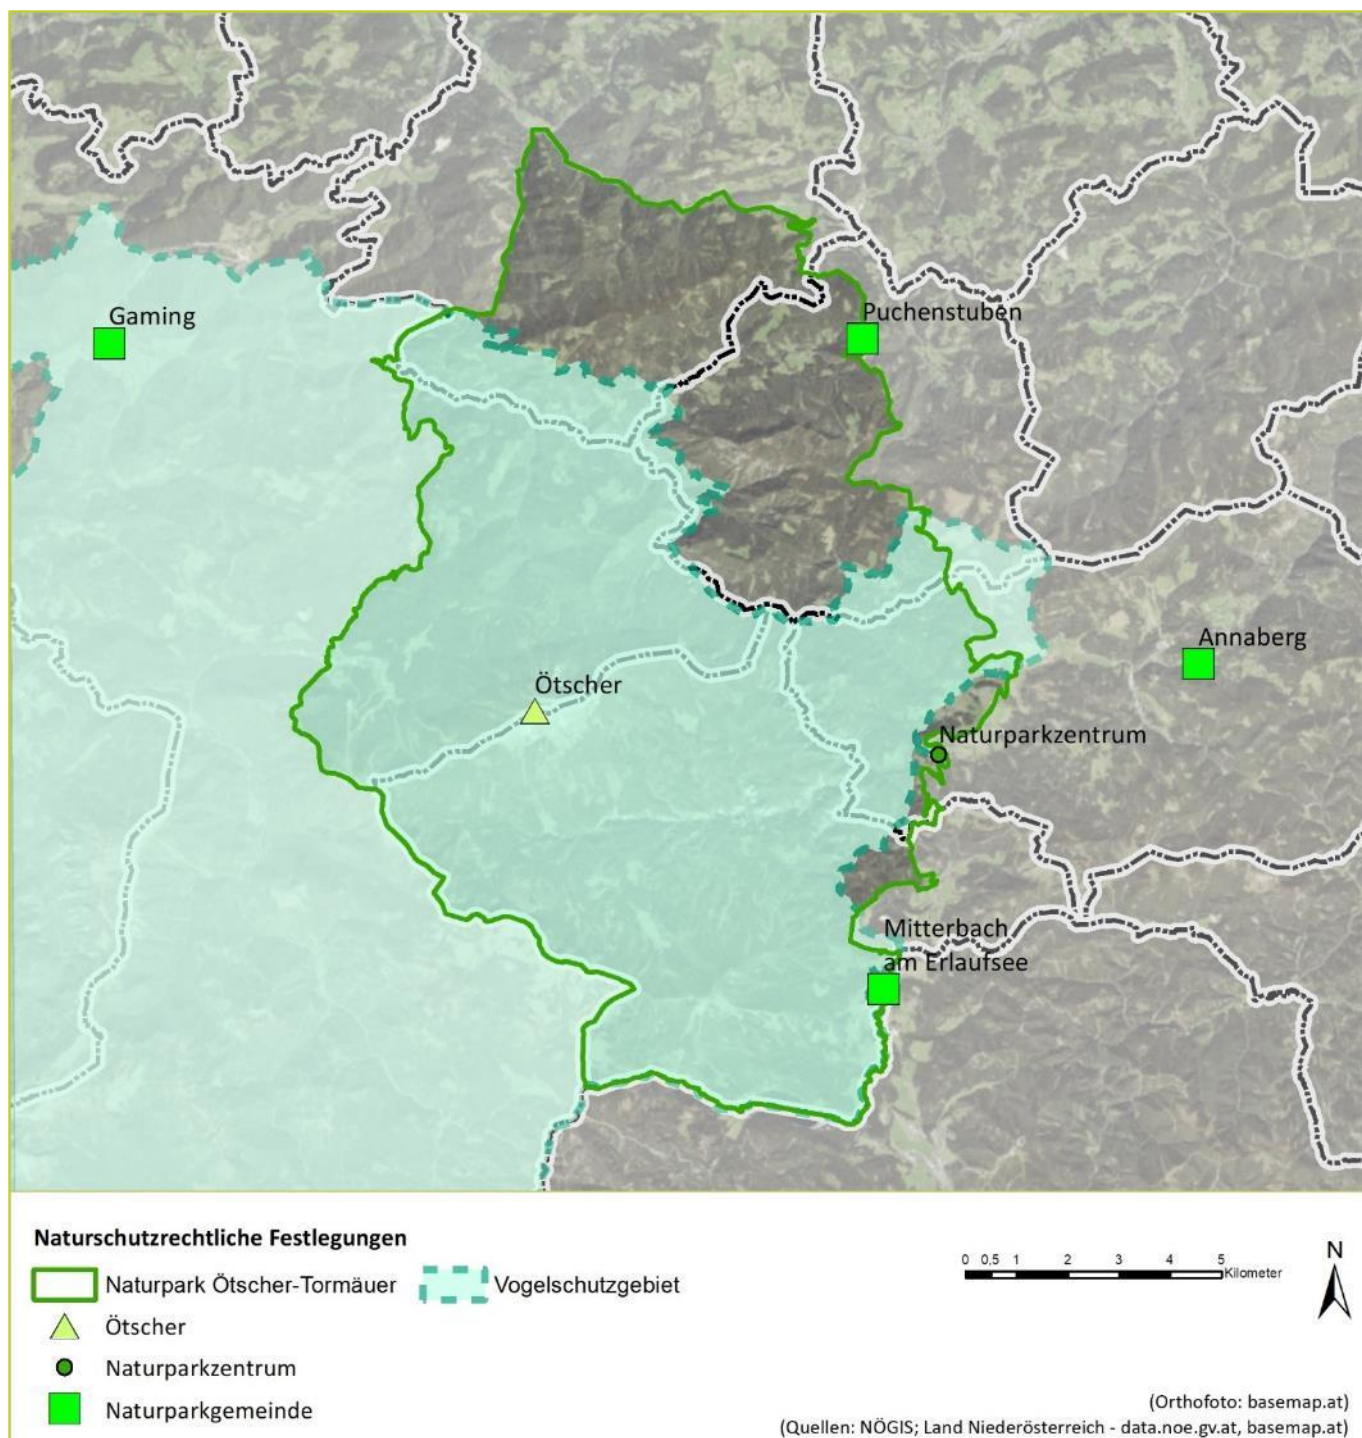 Gaming
Puchenstuben
Annaberg
Ötscher
Naturparkzentrum
Mitterbach
am Erlaufsee
Naturschutzrechtliche Festlegungen
Naturpark Ötscher-Tormäuer
Vogelschutzgebiet
Ötscher
Naturparkzentrum
Naturparkgemeinde
0 0,5 1 2 3 4 5
Kilometer
N
(Orthofoto: basemap.at)
(Quellen: NÖGIS; Land Niederösterreich - data.noe.gv.at, basemap.at)